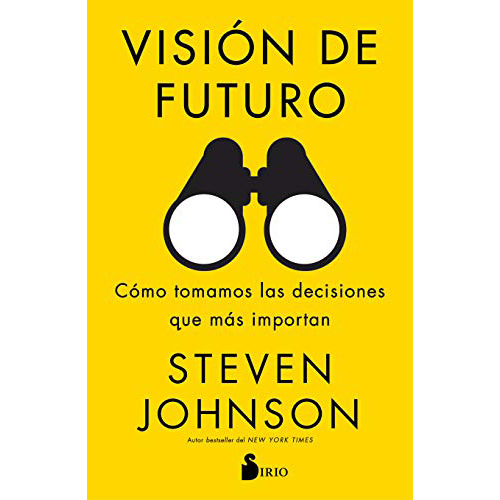 VISIÓN DE
FUTURO
Cómo tomamos las decisiones
que más importan
STEVEN
JOHNSON
Autor bestseller del NEW YORK TIMES
SIRIO